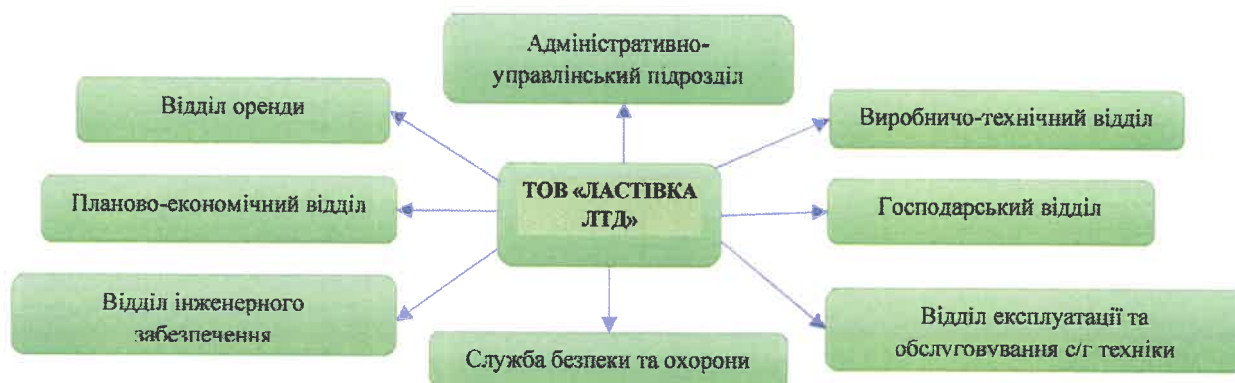 Адміністративно-
управлінський підрозділ
Відділ оренди
Виробничо-технічний відділ
ТОВ «ЛАСТІВКА
ЛТД»
Планово-економічний відділ
Господарський відділ
Відділ інженерного
забезпечення
Служба безпеки та охорони
Відділ експлуатації та
обслуговування с/г техніки